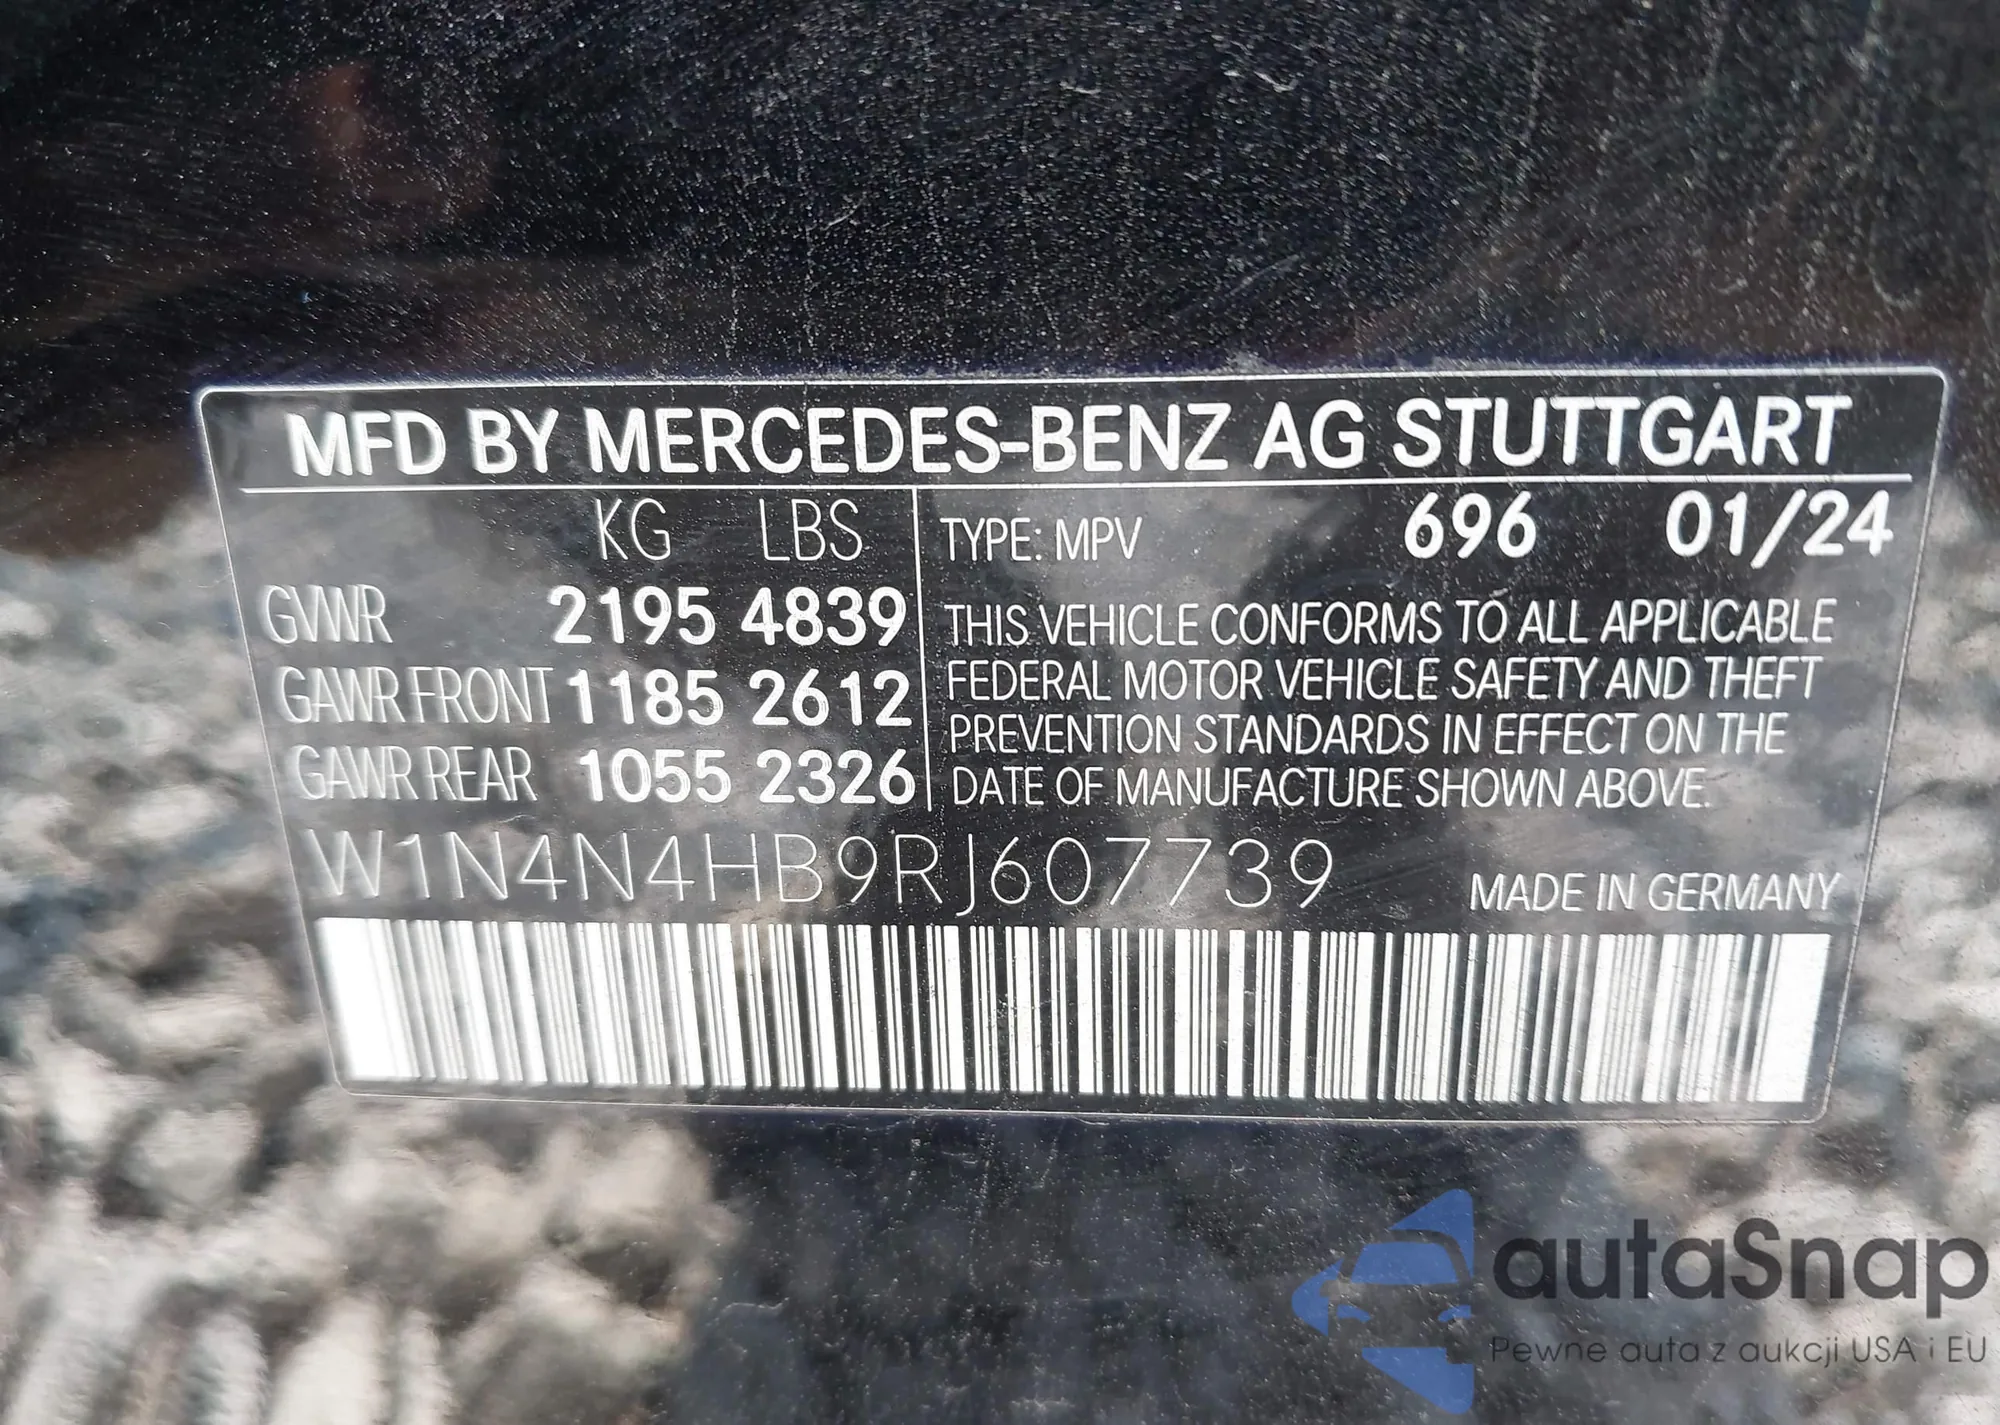 MFD BY MERCEDES-BENZ AG STUTTGART
KG LBS
GVWR 2195 4839
GAWR FRONT 1185 2612
GAWR REAR 1055 2326
TYPE: MPV 696 01/24
THIS VEHICLE CONFORMS TO ALL APPLICABLE
FEDERAL MOTOR VEHICLE SAFETY AND THEFT
PREVENTION STANDARDS IN EFFECT ON THE
DATE OF MANUFACTURE SHOWN ABOVE.
W1N4N4HB9RJ607739
MADE IN GERMANY
autaSnap
Pewne auta z aukcji USA i EU